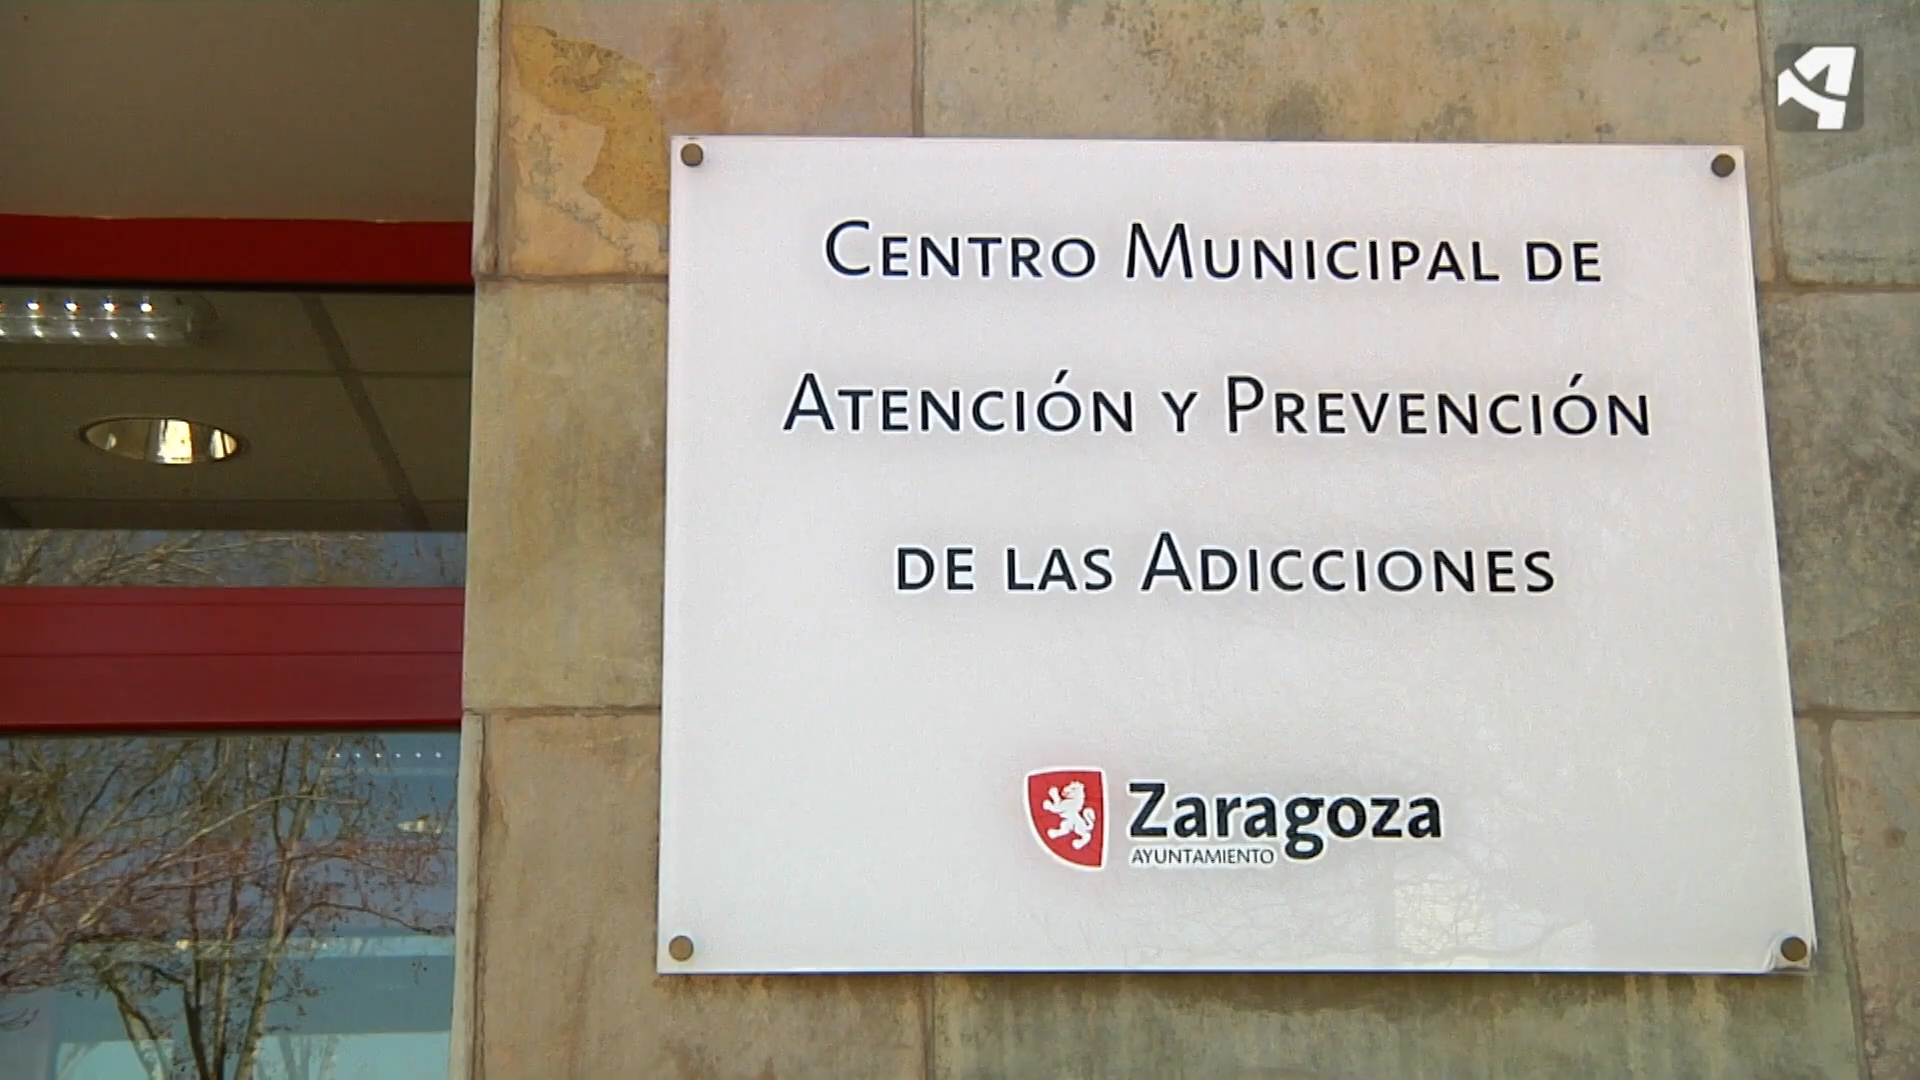 CENTRO MUNICIPAL DE
ATENCIÓN Y PREVENCIÓN
DE LAS ADICCIONES
Zaragoza
AYUNTAMIENTO